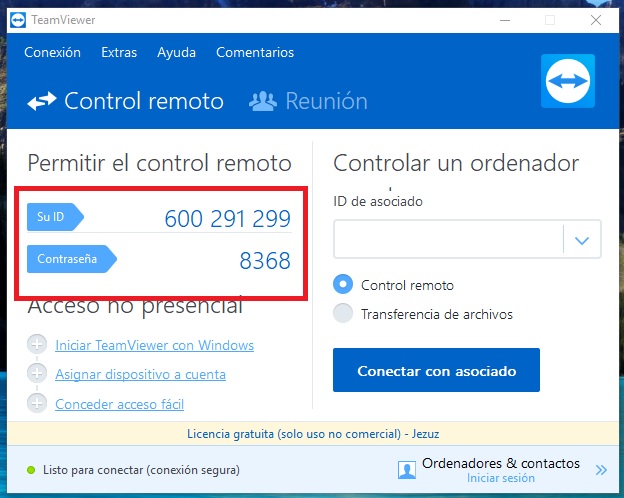 TeamViewer
Conexión Extras Ayuda Comentarios
Control remoto Reunión
Permitir el control remoto
Su ID 600 291 299
Contraseña 8368
Acceso no presencial
Iniciar TeamViewer con Windows
Asignar dispositivo a cuenta
Conceder acceso fácil
Controlar un ordenador
ID de asociado
Control remoto
Transferencia de archivos
Conectar con asociado
Licencia gratuita (solo uso no comercial) - Jezuz
Listo para conectar (conexión segura)
Ordenadores & contactos
Iniciar sesión